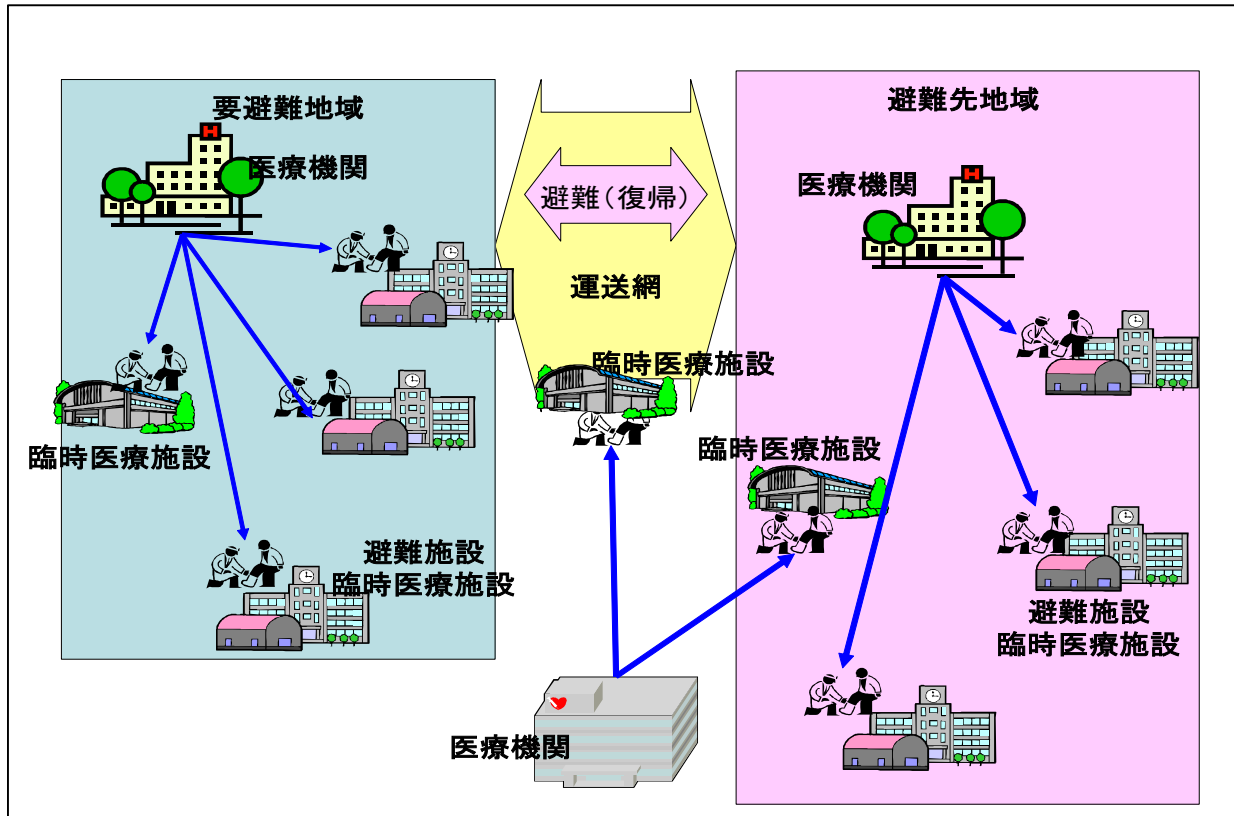 要避難地域
医療機関
臨時医療施設
避難施設
臨時医療施設
避難（復帰）
運送網
臨時医療施設
医療機関
避難先地域
医療機関
臨時医療施設
避難施設
臨時医療施設
H
H